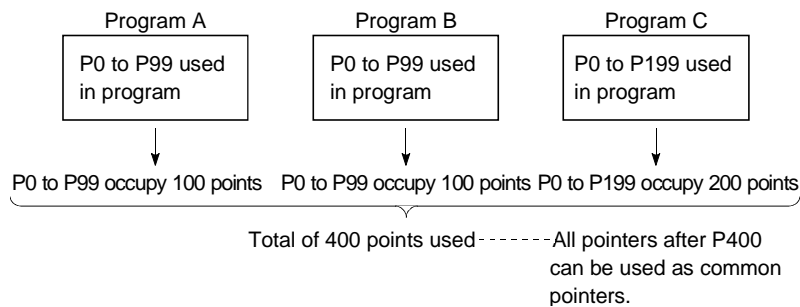 Program A
Program B
Program C
P0 to P99 used
in program
P0 to P99 used
in program
P0 to P199 used
in program
P0 to P99 occupy 100 points
P0 to P99 occupy 100 points
P0 to P199 occupy 200 points
Total of 400 points used
All pointers after P400
can be used as common
pointers.